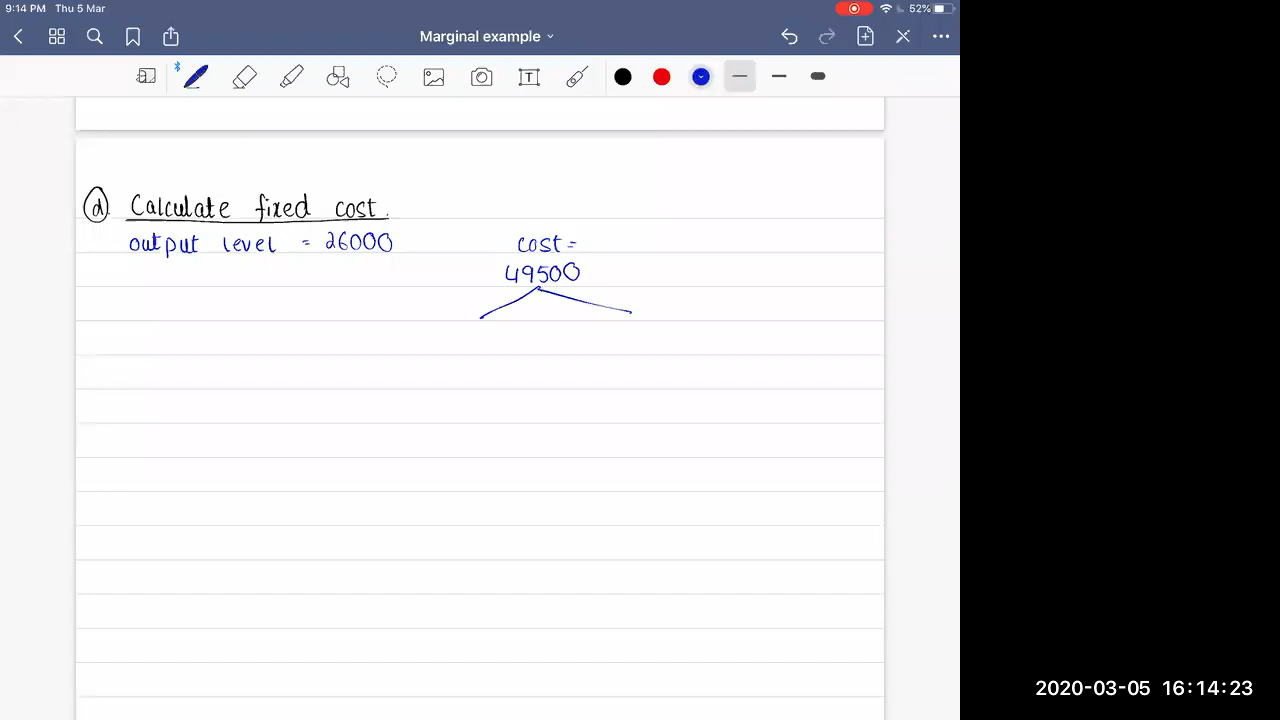 9:14 PM Thu 5 Mar
52%
Marginal example
T
(d) Calculate fixed cost.
output level = 26000
cost =
49500
2020-03-05 16:14:23